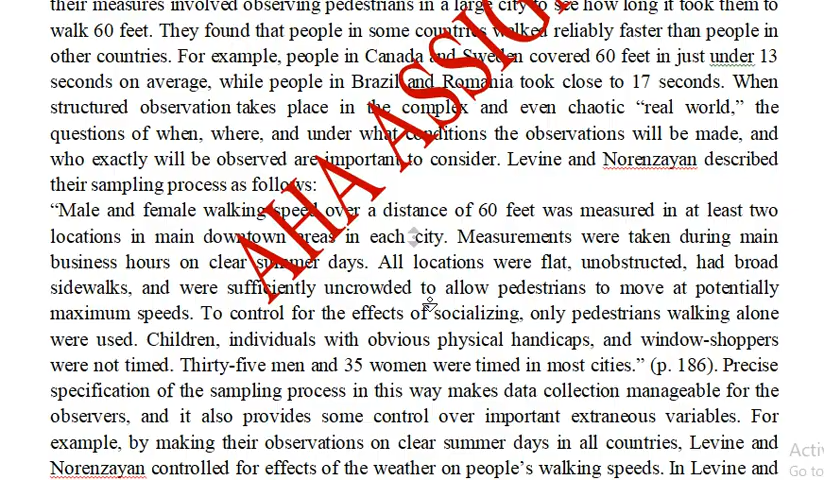 their measures involved observing pedestrians in a large city to see how long it took them to
walk 60 feet. They found that people in some countries walked reliably faster than people in
other countries. For example, people in Canada and Sweden covered 60 feet in just under 13
seconds on average, while people in Brazil and Romania took close to 17 seconds. When
structured observation takes place in the complex and even chaotic “real world,” the
questions of when, where, and under what conditions the observations will be made, and
who exactly will be observed are important to consider. Levine and Norenzayan described
their sampling process as follows:
“Male and female walking speed over a distance of 60 feet was measured in at least two
locations in main downtown areas in each city. Measurements were taken during main
business hours on clear summer days. All locations were flat, unobstructed, had broad
sidewalks, and were sufficiently uncrowded to allow pedestrians to move at potentially
maximum speeds. To control for the effects of socializing, only pedestrians walking alone
were used. Children, individuals with obvious physical handicaps, and window-shoppers
were not timed. Thirty-five men and 35 women were timed in most cities.” (p. 186). Precise
specification of the sampling process in this way makes data collection manageable for the
observers, and it also provides some control over important extraneous variables. For
example, by making their observations on clear summer days in all countries, Levine and
Norenzayan controlled for effects of the weather on people’s walking speeds. In Levine and
AHA ASSIG
Acti
Go to